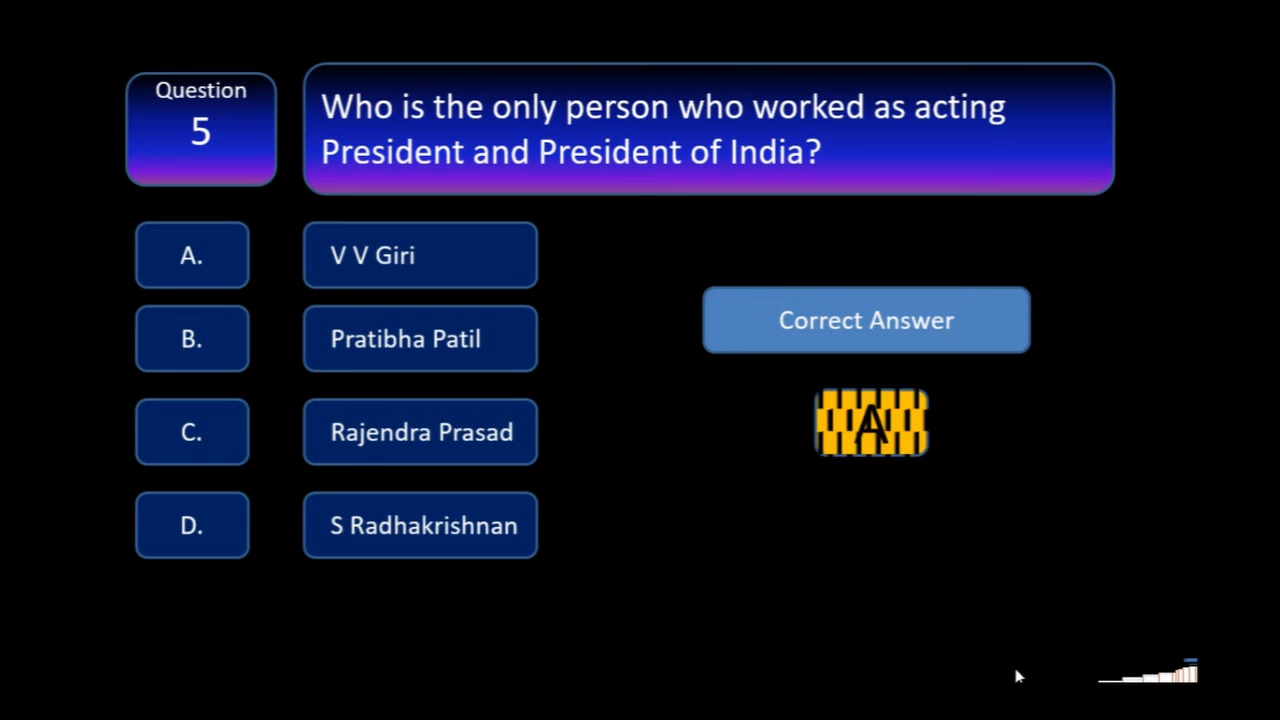 Question
5
Who is the only person who worked as acting
President and President of India?
A.
V V Giri
B.
Pratibha Patil
C.
Rajendra Prasad
D.
S Radhakrishnan
Correct Answer
A